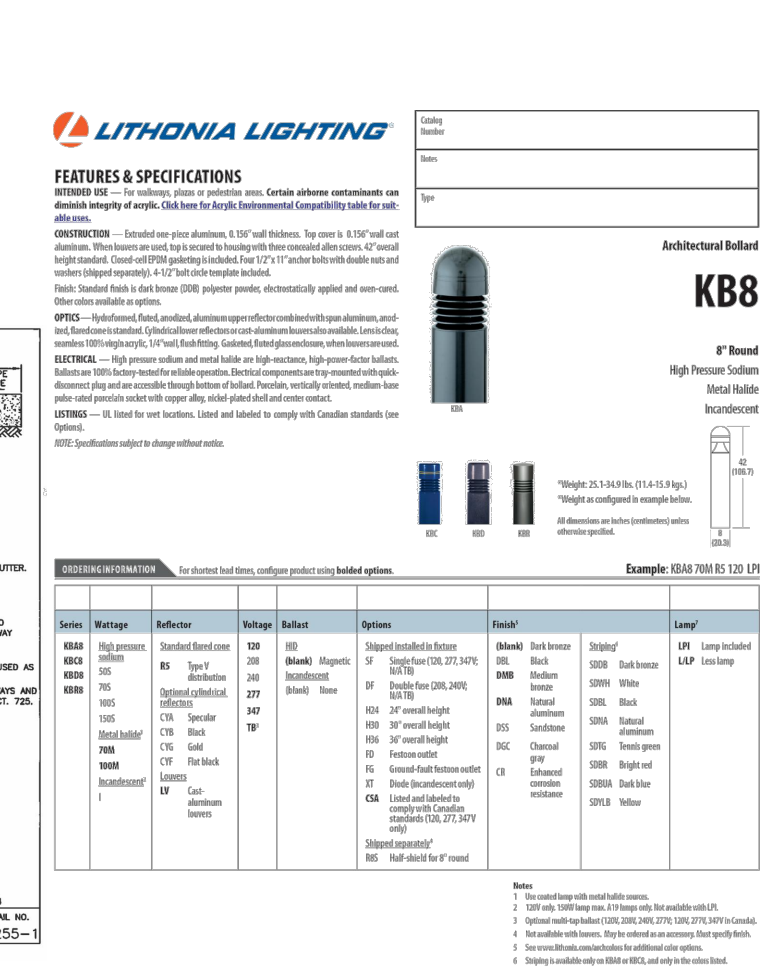 LITHONIA LIGHTING®
Catalog
Number
Notes
Type
FEATURES & SPECIFICATIONS
INTENDED USE — For walkways, plazas or pedestrian areas. Certain airborne contaminants can
diminish integrity of acrylic. Click here for Acrylic Environmental Compatibility table for suit-
able uses.
CONSTRUCTION — Extruded one-piece aluminum, 0.156" wall thickness. Top cover is 0.156" wall cast
aluminum. When louvers are used, top is secured to housing with three concealed allen screws. 42" overall
height standard. Closed-cell EPDM gasketing is included. Four 1/2" x 11" anchor bolts with double nuts and
washers (shipped separately). 4-1/2" bolt circle template included.
Finish: Standard finish is dark bronze (DDB) polyester powder, electrostatically applied and oven-cured.
Other colors available as options.
OPTICS — Hydroformed, fluted, anodized, aluminum upper reflector combined with spun aluminum, anod-
ized, flared cone is standard. Cylindrical lower reflectors or cast-aluminum louvers also available. Lens is clear,
seamless 100% virgin acrylic, 1/4" wall, flush fitting. Gasketed, fluted glass enclosure, when louvers are used.
ELECTRICAL — High pressure sodium and metal halide are high-reactance, high-power-factor ballasts.
Ballasts are 100% factory-tested for reliable operation. Electrical components are tray-mounted with quick-
disconnect plug and are accessible through bottom of bollard. Porcelain, vertically oriented, medium-base
pulse-rated porcelain socket with copper alloy, nickel-plated shell and center contact.
LISTINGS — UL listed for wet locations. Listed and labeled to comply with Canadian standards (see
Options).
NOTE: Specifications subject to change without notice.
Architectural Bollard
KB8
8" Round
High Pressure Sodium
Metal Halide
Incandescent
KBA
KBC
KBD
KBR
42
(106.7)
8
(20.3)
*Weight: 25.1-34.9 lbs. (11.4-15.9 kgs.)
*Weight as configured in example below.
All dimensions are inches (centimeters) unless
otherwise specified.
UTTER.
WAY
USED AS
AYS AND
CT. 725.
AIL NO.
255-1
ORDERING INFORMATION
For shortest lead times, configure product using bolded options.
Example: KBA8 70M R5 120 LPI
Series
KBA8
KBC8
KBD8
KBR8
Wattage
High pressure
sodium
50S
70S
100S
150S
Metal halide¹
70M
100M
Incandescent²
I
Reflector
Standard flared cone
R5 Type V
distribution
Optional cylindrical
reflectors
CYA Specular
CYB Black
CYG Gold
CYF Flat black
Louvers
LV Cast-
aluminum
louvers
Voltage
120
208
240
277
347
TB³
Ballast
HID
(blank) Magnetic
Incandescent
(blank) None
Options
Shipped installed in fixture
SF Single fuse (120, 277, 347V;
N/A TB)
DF Double fuse (208, 240V;
N/A TB)
H24 24" overall height
H30 30" overall height
H36 36" overall height
FD Festoon outlet
FG Ground-fault festoon outlet
XT Diode (incandescent only)
CSA Listed and labeled to
comply with Canadian
standards (120, 277, 347V
only)
Shipped separately⁴
R8S Half-shield for 8" round
Finish⁵
(blank) Dark bronze
DBL Black
DMB Medium
bronze
DNA Natural
aluminum
DSS Sandstone
DGC Charcoal
gray
CR Enhanced
corrosion
resistance
Striping⁶
SDDB Dark bronze
SDWH White
SDBL Black
SDNA Natural
aluminum
SDTG Tennis green
SDBR Bright red
SDBUA Dark blue
SDYLB Yellow
Lamp⁷
LPI Lamp included
L/LP Less lamp
Notes
1 Use coated lamp with metal halide sources.
2 120V only. 150W lamp max. A19 lamps only. Not available with LPI.
3 Optional multi-tap ballast (120V, 208V, 240V, 277V; 120V, 277V, 347V in Canada).
4 Not available with louvers. May be ordered as an accessory. Must specify finish.
5 See www.lithonia.com/archcolors for additional color options.
6 Striping is available only on KBA8 or KBC8, and only in the colors listed.